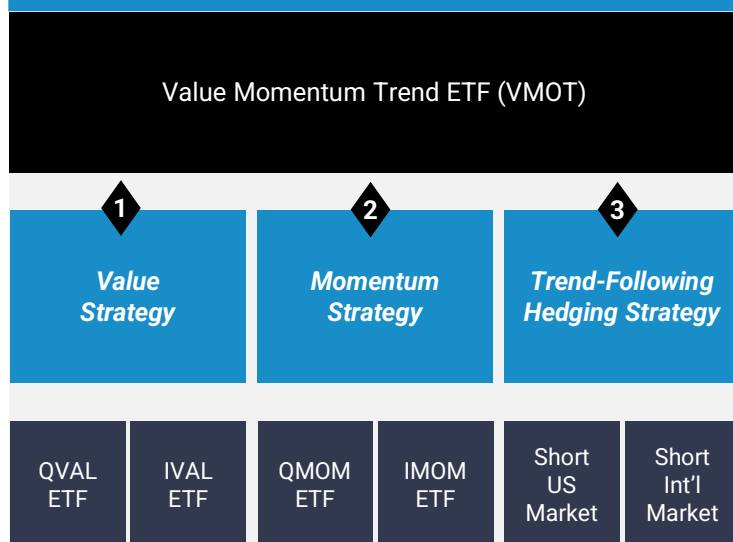 Value Momentum Trend ETF (VMOT)
1
2
3
Value
Strategy
Momentum
Strategy
Trend-Following
Hedging Strategy
QVAL
ETF
IVAL
ETF
QMOM
ETF
IMOM
ETF
Short
US
Market
Short
Int’l
Market